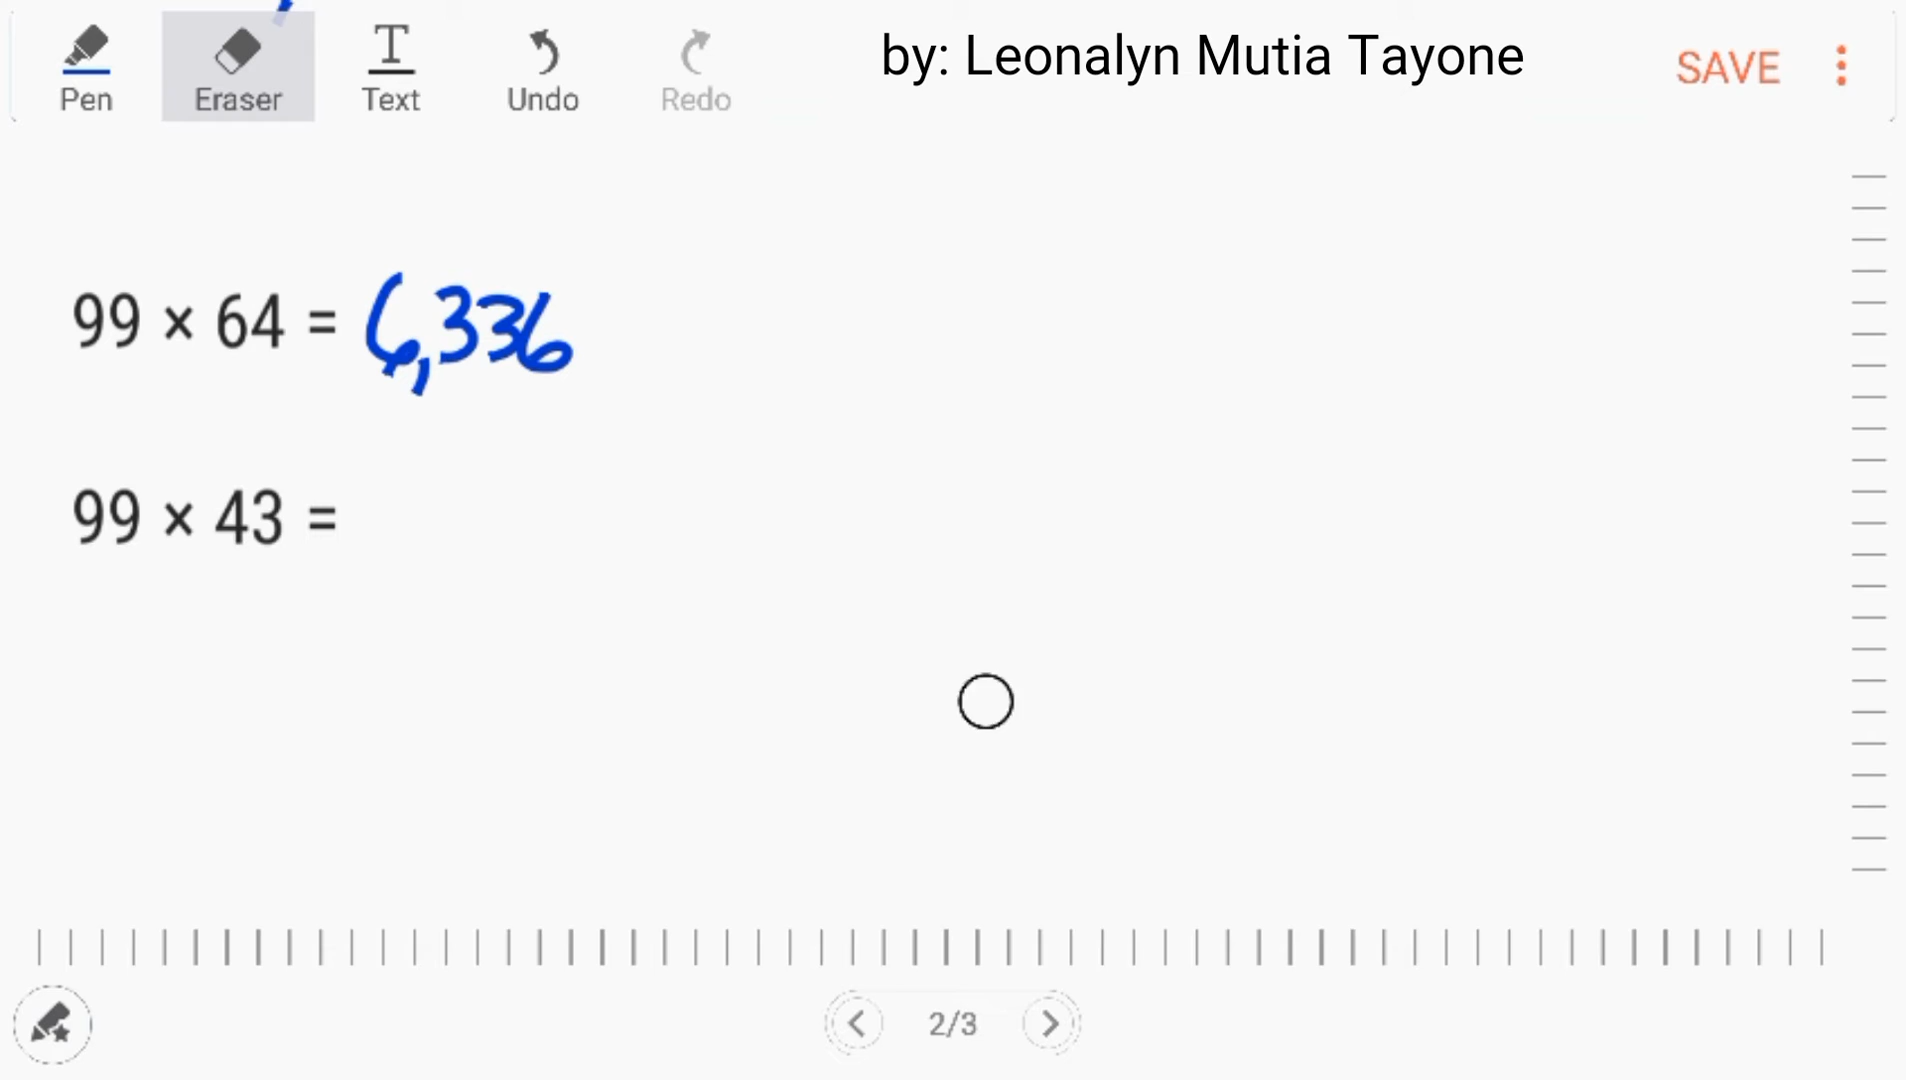 by: Leonalyn Mutia Tayone
SAVE
Pen
Eraser
Text
Undo
Redo
99 × 64 = 6,336
99 × 43 =
2/3